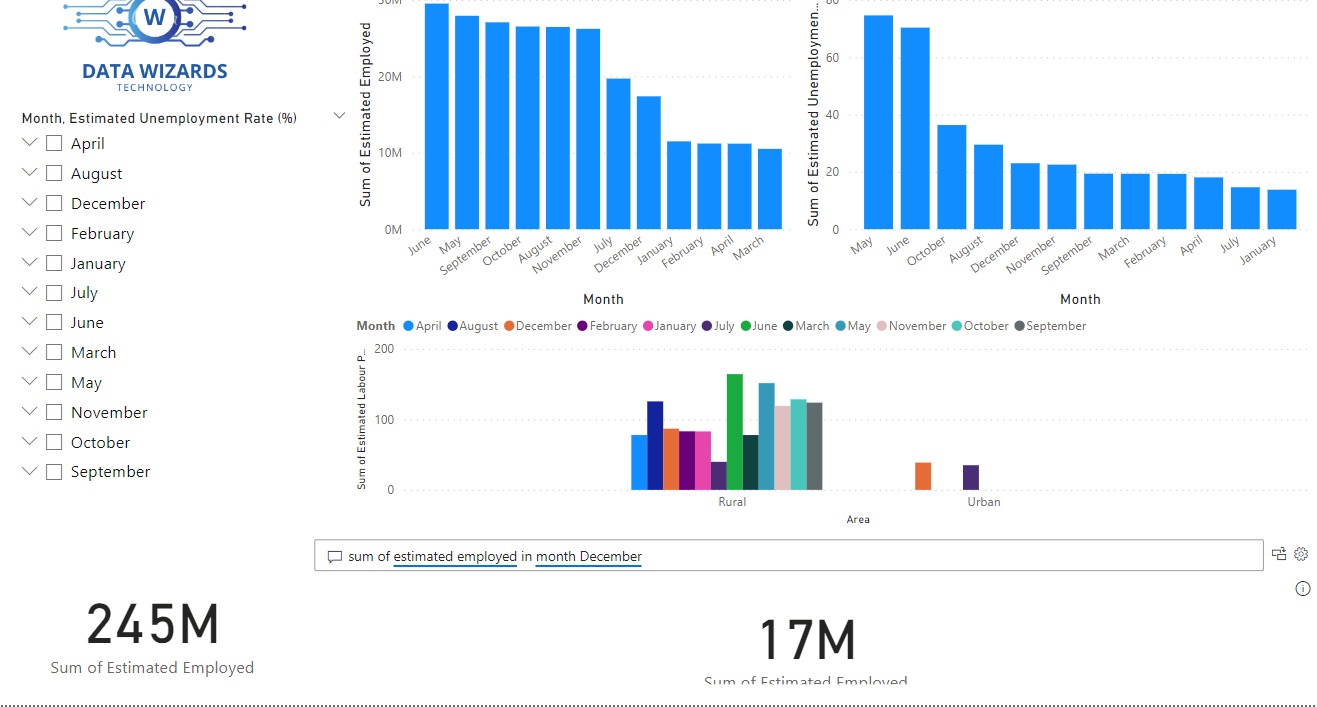 W
DATA WIZARDS
TECHNOLOGY
Month, Estimated Unemployment Rate (%)
April
August
December
February
January
July
June
March
May
November
October
September
Sum of Estimated Employed
30M
20M
10M
0M
June
May
September
October
August
November
July
December
January
February
April
March
Month
Sum of Estimated Unemploymen...
80
60
40
20
0
May
June
October
August
December
November
September
March
February
April
July
January
Month
Month April August December February January July June March May November October September
Sum of Estimated Labour P...
200
100
0
Rural
Urban
Area
sum of estimated employed in month December
245M
Sum of Estimated Employed
17M
Sum of Estimated Employed